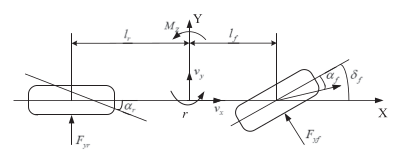 M_z Y
l_r l_f
v_y α_f δ_f
α_r r v_x X
F_yr F_yf